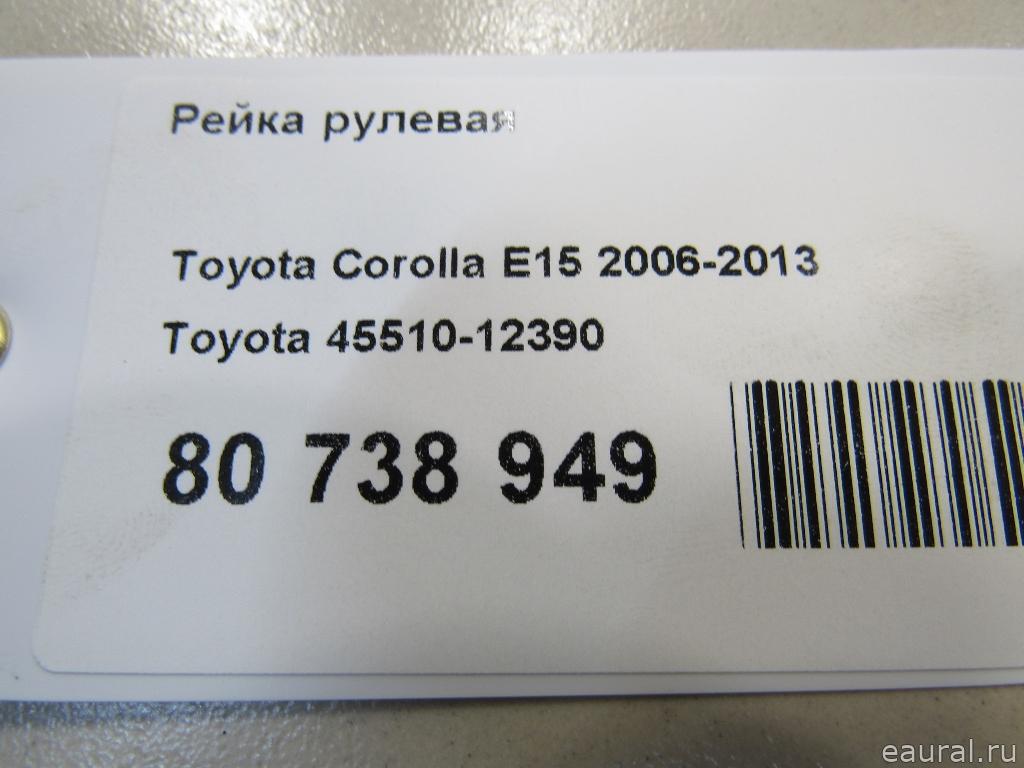 Рейка рулевая
Toyota Corolla E15 2006-2013
Toyota 45510-12390
80 738 949
eaural.ru